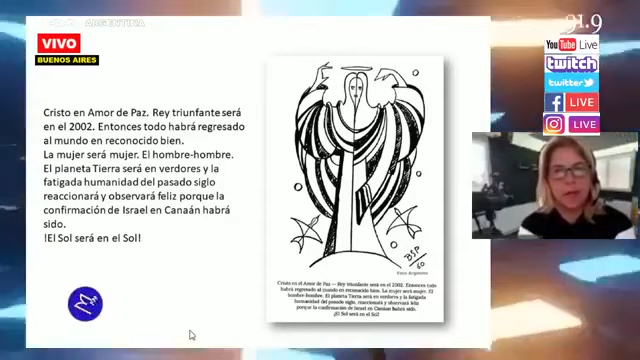 ARGENTINA
91.9
VIVO
BUENOS AIRES
YouTube Live
twitch
twitter
LIVE
LIVE
Cristo en Amor de Paz. Rey triunfante será
en el 2002. Entonces todo habrá regresado
al mundo en reconocido bien.
La mujer será mujer. El hombre-hombre.
El planeta Tierra será en verdores y la
fatigada humanidad del pasado siglo
reaccionará y observará feliz porque la
confirmación de Israel en Canaán habrá
sido.
!El Sol será en el Sol!
BSP
60
Cristo en el Amor de Paz — Rey triunfante será en el 2002. Entonces todo
habrá regresado al mundo en reconocido bien. La mujer será mujer. El
hombre-hombre. El planeta Tierra será en verdores y la fatigada
humanidad del pasado siglo, reaccionará y observará feliz
porque la confirmación de Israel en Canaán habrá sido.
¡El Sol será en el Sol!